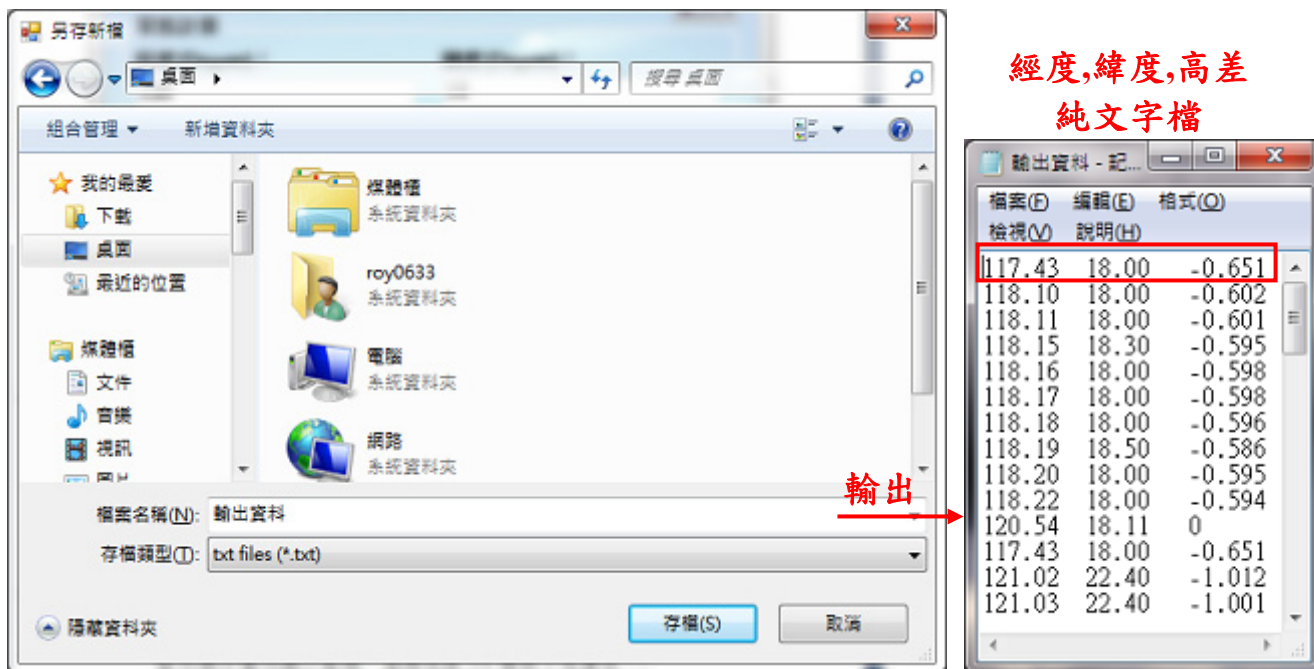 另存新檔
桌面
搜尋 桌面
組合管理
新增資料夾
我的最愛
下載
桌面
最近的位置
媒體櫃
文件
音樂
視訊
圖片
媒體櫃
系統資料夾
roy0633
系統資料夾
電腦
系統資料夾
網路
系統資料夾
檔案名稱(N): 輸出資料
存檔類型(T): txt files (*.txt)
隱藏資料夾
存檔(S)
取消
輸出
經度,緯度,高差
純文字檔
輸出資料 - 記...
檔案(F) 編輯(E) 格式(O)
檢視(V) 說明(H)
117.43 18.00 -0.651
118.10 18.00 -0.602
118.11 18.00 -0.601
118.15 18.30 -0.595
118.16 18.00 -0.598
118.17 18.00 -0.598
118.18 18.00 -0.596
118.19 18.50 -0.586
118.20 18.00 -0.595
118.22 18.00 -0.594
120.54 18.11 0
117.43 18.00 -0.651
121.02 22.40 -1.012
121.03 22.40 -1.001